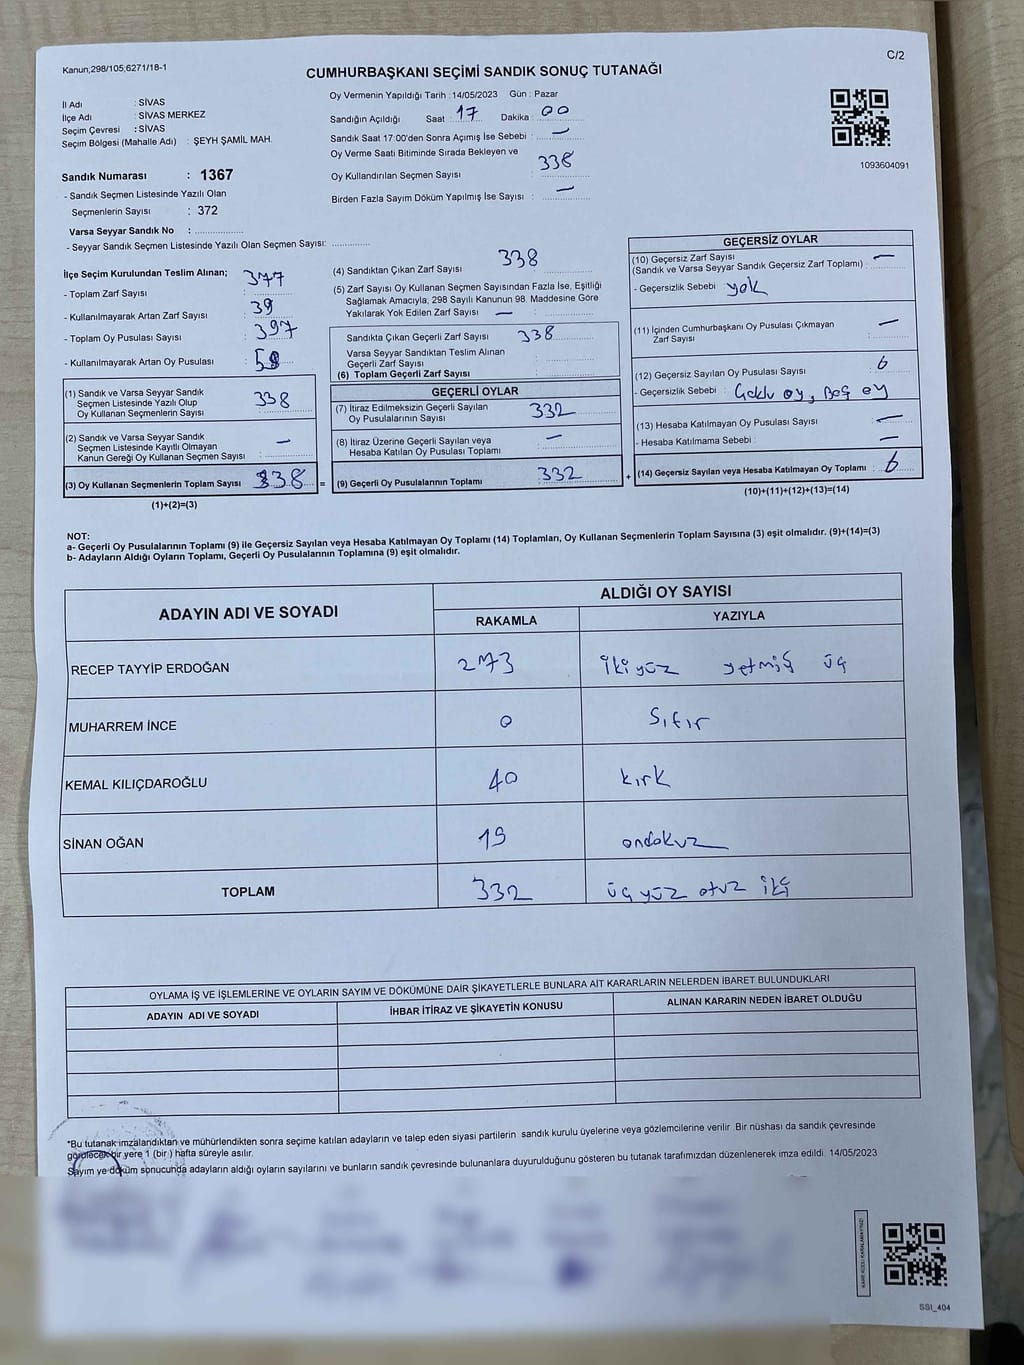 Kanun;298/105;6271/18-1
C/2
CUMHURBAŞKANI SEÇİMİ SANDIK SONUÇ TUTANAĞI
İl Adı : SİVAS
İlçe Adı : SİVAS MERKEZ
Seçim Çevresi : SİVAS
Seçim Bölgesi (Mahalle Adı) : ŞEYH ŞAMİL MAH.
Sandık Numarası : 1367
- Sandık Seçmen Listesinde Yazılı Olan
Seçmenlerin Sayısı : 372
Varsa Seyyar Sandık No :
- Seyyar Sandık Seçmen Listesinde Yazılı Olan Seçmen Sayısı:
Oy Vermenin Yapıldığı Tarih : 14/05/2023 Gün : Pazar
Sandığın Açıldığı Saat : 17 Dakika : 00
Sandık Saat 17:00'den Sonra Açımış İse Sebebi : —
Oy Verme Saati Bitiminde Sırada Bekleyen ve
Oy Kullandırılan Seçmen Sayısı : 338
Birden Fazla Sayım Döküm Yapılmış İse Sayısı : —
1093604091
İlçe Seçim Kurulundan Teslim Alınan;
- Toplam Zarf Sayısı : 377
- Kullanılmayarak Artan Zarf Sayısı : 39
- Toplam Oy Pusulası Sayısı : 397
- Kullanılmayarak Artan Oy Pusulası :
(1) Sandık ve Varsa Seyyar Sandık
Seçmen Listesinde Yazılı Olup
Oy Kullanan Seçmenlerin Sayısı : 338
(2) Sandık ve Varsa Seyyar Sandık
Seçmen Listesinde Kayıtlı Olmayan
Kanun Gereği Oy Kullanan Seçmen Sayısı : —
(3) Oy Kullanan Seçmenlerin Toplam Sayısı : 338 =
(1)+(2)=(3)
(4) Sandıktan Çıkan Zarf Sayısı : 338
(5) Zarf Sayısı Oy Kullanan Seçmen Sayısından Fazla İse, Eşitliği
Sağlamak Amacıyla, 298 Sayılı Kanunun 98. Maddesine Göre
Yakılarak Yok Edilen Zarf Sayısı : —
Sandıkta Çıkan Geçerli Zarf Sayısı : 338
Varsa Seyyar Sandıktan Teslim Alınan
Geçerli Zarf Sayısı :
(6) Toplam Geçerli Zarf Sayısı :
GEÇERLİ OYLAR
(7) İtiraz Edilmeksizin Geçerli Sayılan
Oy Pusulalarının Sayısı : 332
(8) İtiraz Üzerine Geçerli Sayılan veya
Hesaba Katılan Oy Pusulası Toplamı : —
(9) Geçerli Oy Pusulalarının Toplamı : 332 +
GEÇERSİZ OYLAR
(10) Geçersiz Zarf Sayısı
(Sandık ve Varsa Seyyar Sandık Geçersiz Zarf Toplamı) : —
- Geçersizlik Sebebi : yok
(11) İçinden Cumhurbaşkanı Oy Pusulası Çıkmayan
Zarf Sayısı : —
(12) Geçersiz Sayılan Oy Pusulası Sayısı : 6
- Geçersizlik Sebebi : oy, Boş oy
(13) Hesaba Katılmayan Oy Pusulası Sayısı : —
- Hesaba Katılmama Sebebi : —
(14) Geçersiz Sayılan veya Hesaba Katılmayan Oy Toplamı : 6
(10)+(11)+(12)+(13)=(14)
NOT:
a- Geçerli Oy Pusulalarının Toplamı (9) ile Geçersiz Sayılan veya Hesaba Katılmayan Oy Toplamı (14) Toplamları, Oy Kullanan Seçmenlerin Toplam Sayısına (3) eşit olmalıdır. (9)+(14)=(3)
b- Adayların Aldığı Oyların Toplamı, Geçerli Oy Pusulalarının Toplamına (9) eşit olmalıdır.
ADAYIN ADI VE SOYADI
ALDIĞI OY SAYISI
RAKAMLA YAZIYLA
RECEP TAYYİP ERDOĞAN 273 iki yüz yetmiş üç
MUHARREM İNCE 0 Sıfır
KEMAL KILIÇDAROĞLU 40 kırk
SİNAN OĞAN 19 ondokuz
TOPLAM 332 üç yüz otuz iki
OYLAMA İŞ VE İŞLEMLERİNE VE OYLARIN SAYIM VE DÖKÜMÜNE DAİR ŞİKAYETLERLE BUNLARA AİT KARARLARIN NELERDEN İBARET BULUNDUKLARI
ADAYIN ADI VE SOYADI İHBAR İTİRAZ VE ŞİKAYETİN KONUSU ALINAN KARARIN NEDEN İBARET OLDUĞU
*Bu tutanak imzalandıktan ve mühürlendikten sonra seçime katılan adayların ve talep eden siyasi partilerin sandık kurulu üyelerine veya gözlemcilerine verilir .Bir nüshası da sandık çevresinde
görülecek bir yere 1 (bir ) hafta süreyle asılır.
Sayım ve döküm sonucunda adayların aldığı oyların sayılarını ve bunların sandık çevresinde bulunanlara duyurulduğunu gösteren bu tutanak tarafımızdan düzenlenerek imza edildi. 14/05/2023
KARE KODU KARALAMAYINIZ!
SSI_404